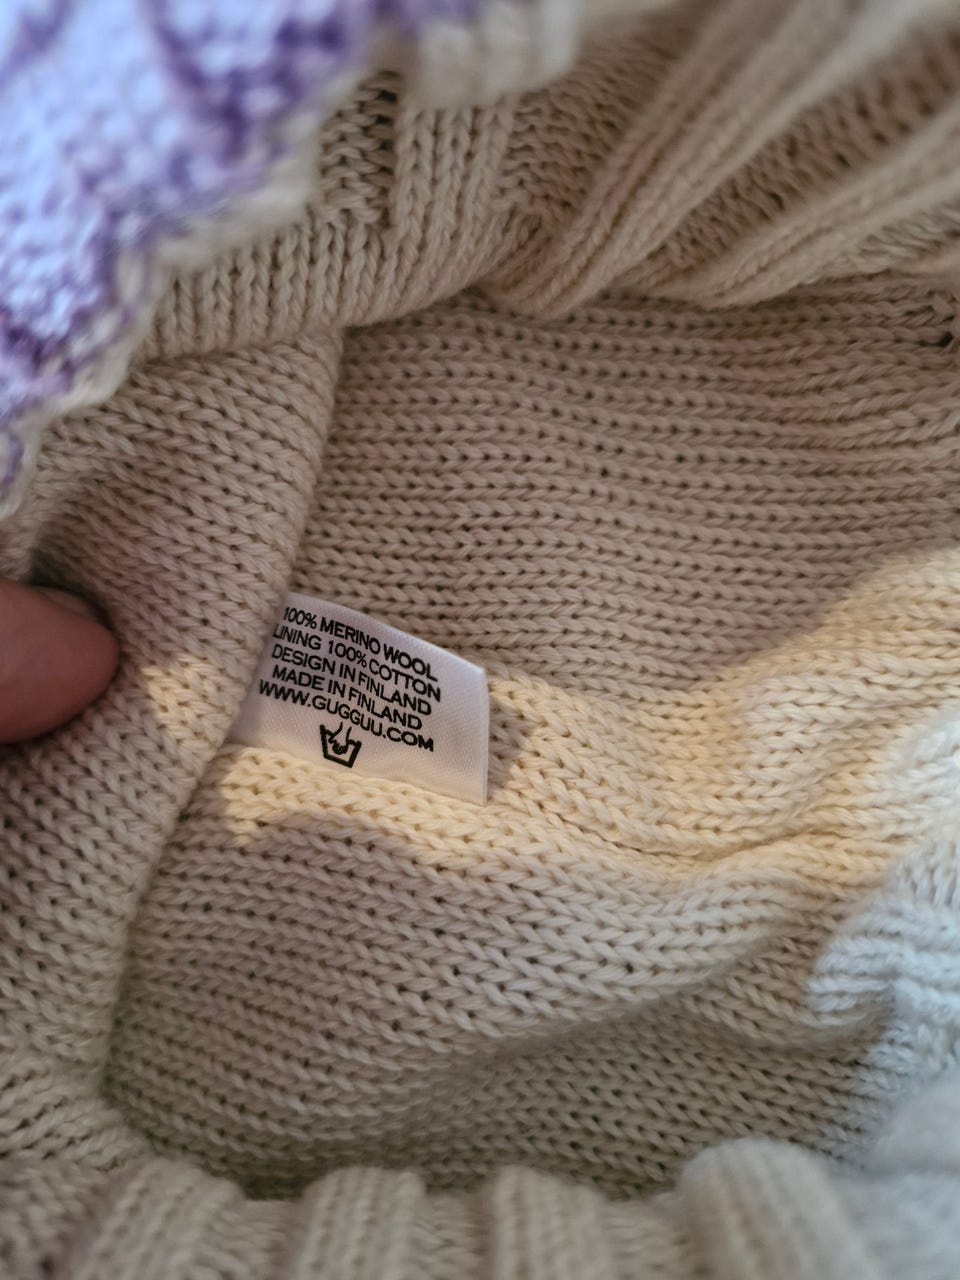 100% MERINO WOOL
LINING 100% COTTON
DESIGN IN FINLAND
MADE IN FINLAND
WWW.GUGGUU.COM